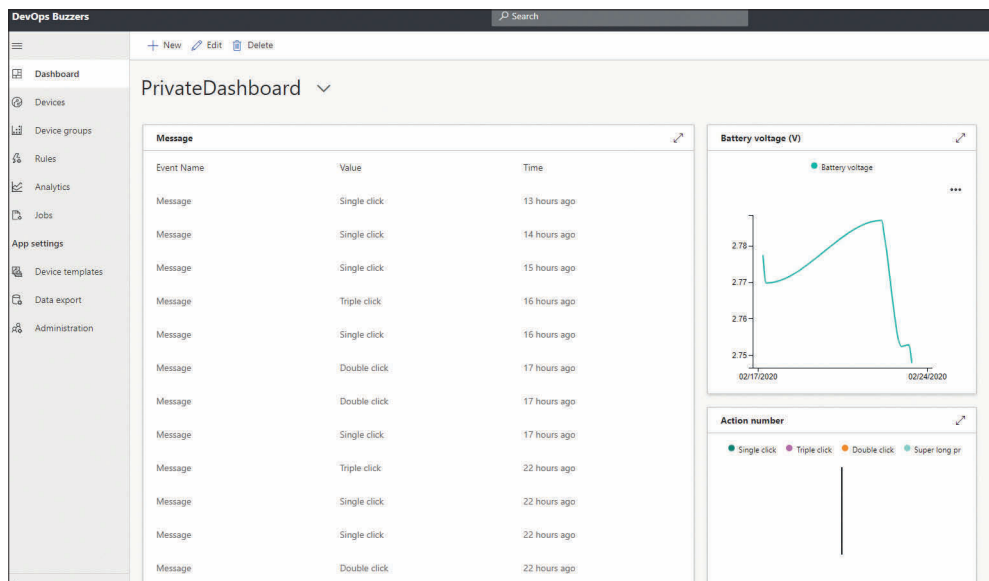 DevOps Buzzers
Search
New Edit Delete
Dashboard
Devices
Device groups
Rules
Analytics
Jobs
App settings
Device templates
Data export
Administration
PrivateDashboard
Message
Event Name Value Time
Message Single click 13 hours ago
Message Single click 14 hours ago
Message Single click 15 hours ago
Message Triple click 16 hours ago
Message Single click 16 hours ago
Message Double click 17 hours ago
Message Double click 17 hours ago
Message Single click 17 hours ago
Message Triple click 22 hours ago
Message Single click 22 hours ago
Message Single click 22 hours ago
Message Double click 22 hours ago
Battery voltage (V)
Battery voltage
2.78
2.77
2.76
2.75
02/17/2020 02/24/2020
Action number
Single click Triple click Double click Super long pr